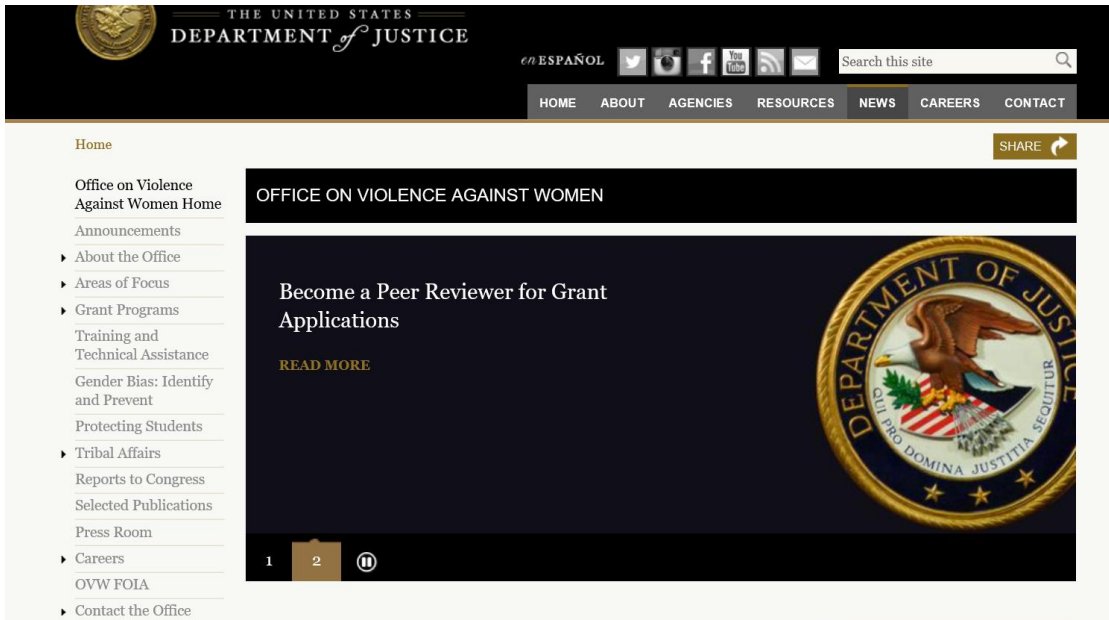 THE UNITED STATES
DEPARTMENT of JUSTICE
en ESPAÑOL
You
Tube
Search this site
HOME ABOUT AGENCIES RESOURCES NEWS CAREERS CONTACT
Home
SHARE
Office on Violence
Against Women Home
Announcements
About the Office
Areas of Focus
Grant Programs
Training and
Technical Assistance
Gender Bias: Identify
and Prevent
Protecting Students
Tribal Affairs
Reports to Congress
Selected Publications
Press Room
Careers
OVW FOIA
Contact the Office
OFFICE ON VIOLENCE AGAINST WOMEN
Become a Peer Reviewer for Grant
Applications
READ MORE
DEPARTMENT OF JUSTICE
QUI PRO DOMINA JUSTITIA SEQUITUR
1 2